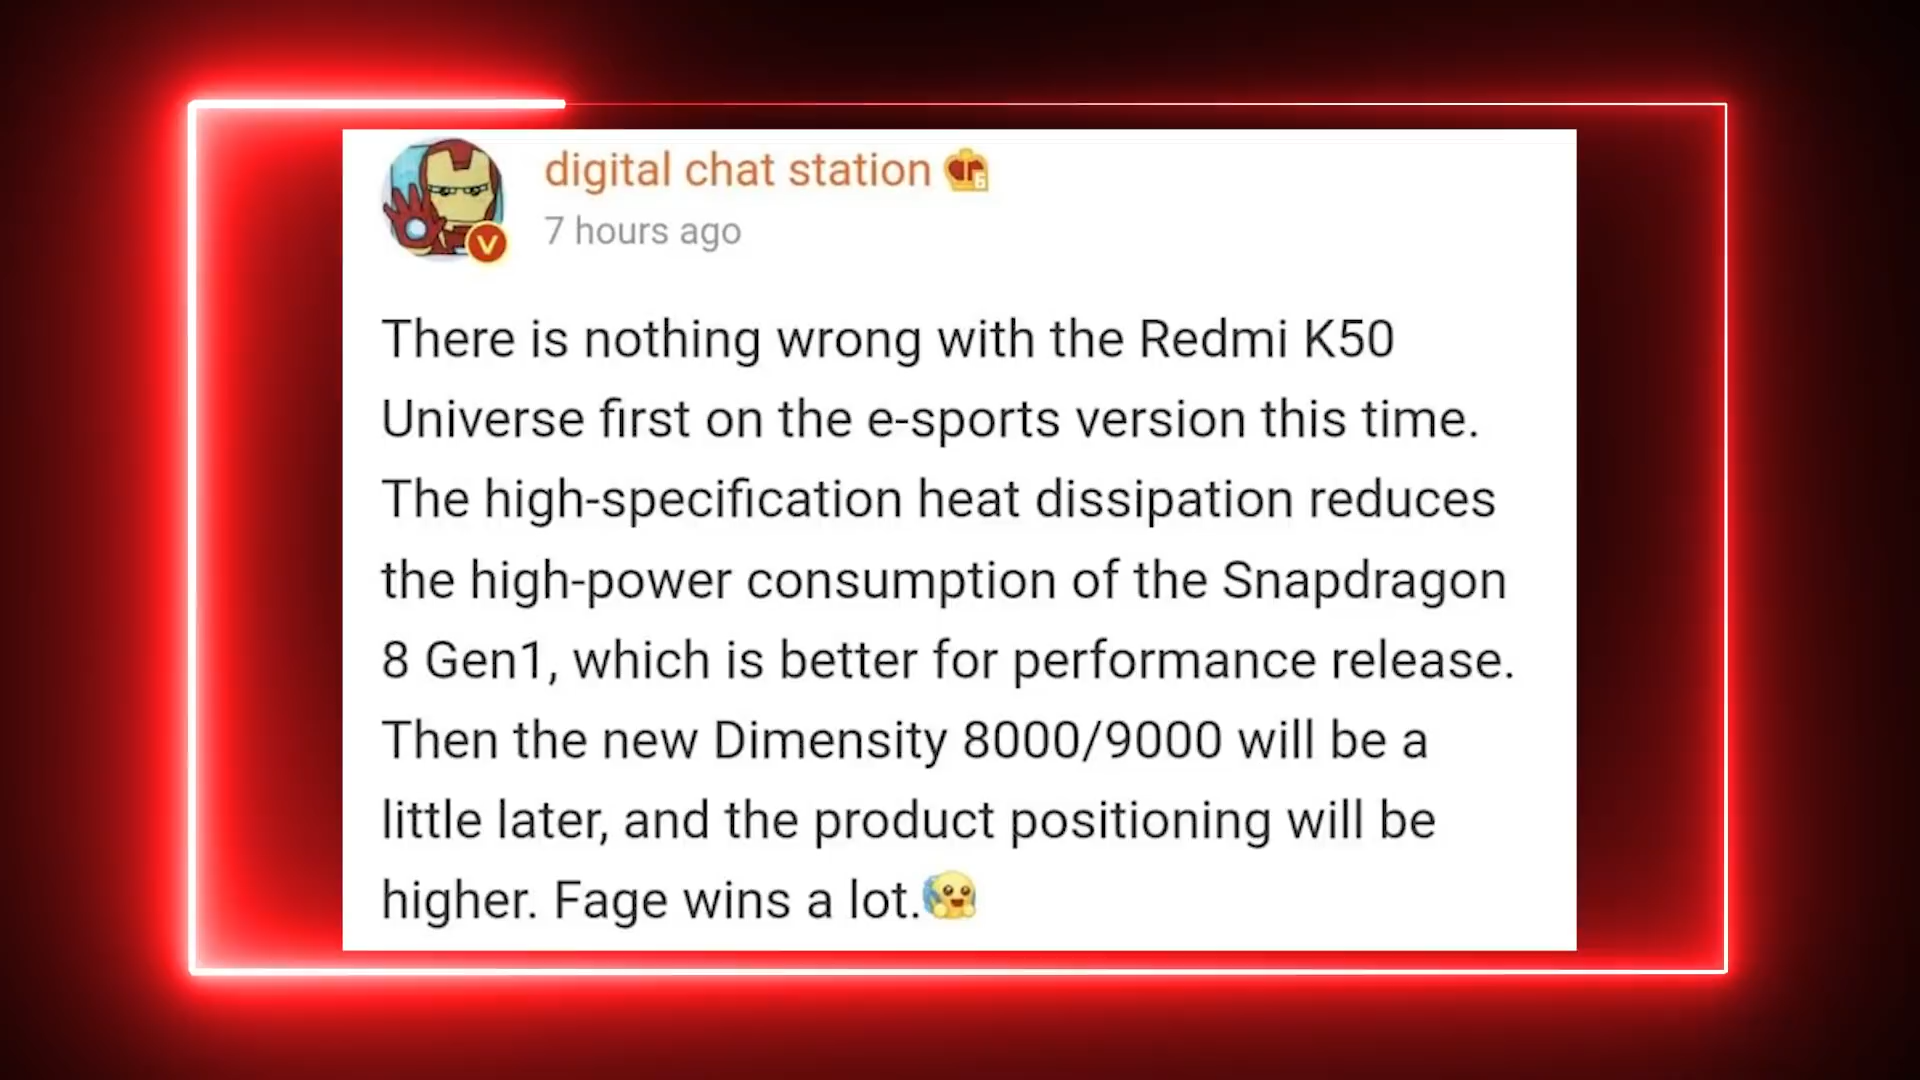 digital chat station
7 hours ago
There is nothing wrong with the Redmi K50
Universe first on the e-sports version this time.
The high-specification heat dissipation reduces
the high-power consumption of the Snapdragon
8 Gen1, which is better for performance release.
Then the new Dimensity 8000/9000 will be a
little later, and the product positioning will be
higher. Fage wins a lot.